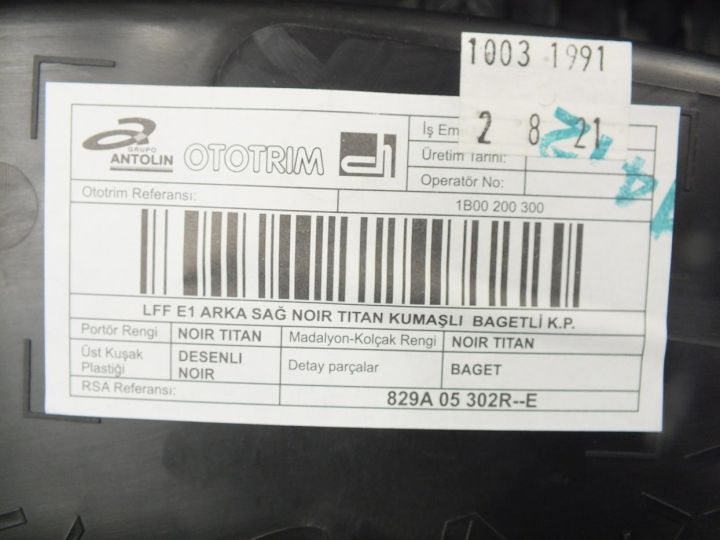 1003 1991
2 8 21
GRUPO
ANTOLIN
OTOTRIM
İş Em
Üretim Tarihi:
Operatör No:
Ototrim Referansı:
1B00 200 300
LFF E1 ARKA SAĞ NOIR TITAN KUMAŞLI BAGETLİ K.P.
Portör Rengi NOIR TITAN Madalyon-Kolçak Rengi NOIR TITAN
Üst Kuşak Plastiği DESENLI NOIR Detay parçalar BAGET
RSA Referansı: 829A 05 302R--E